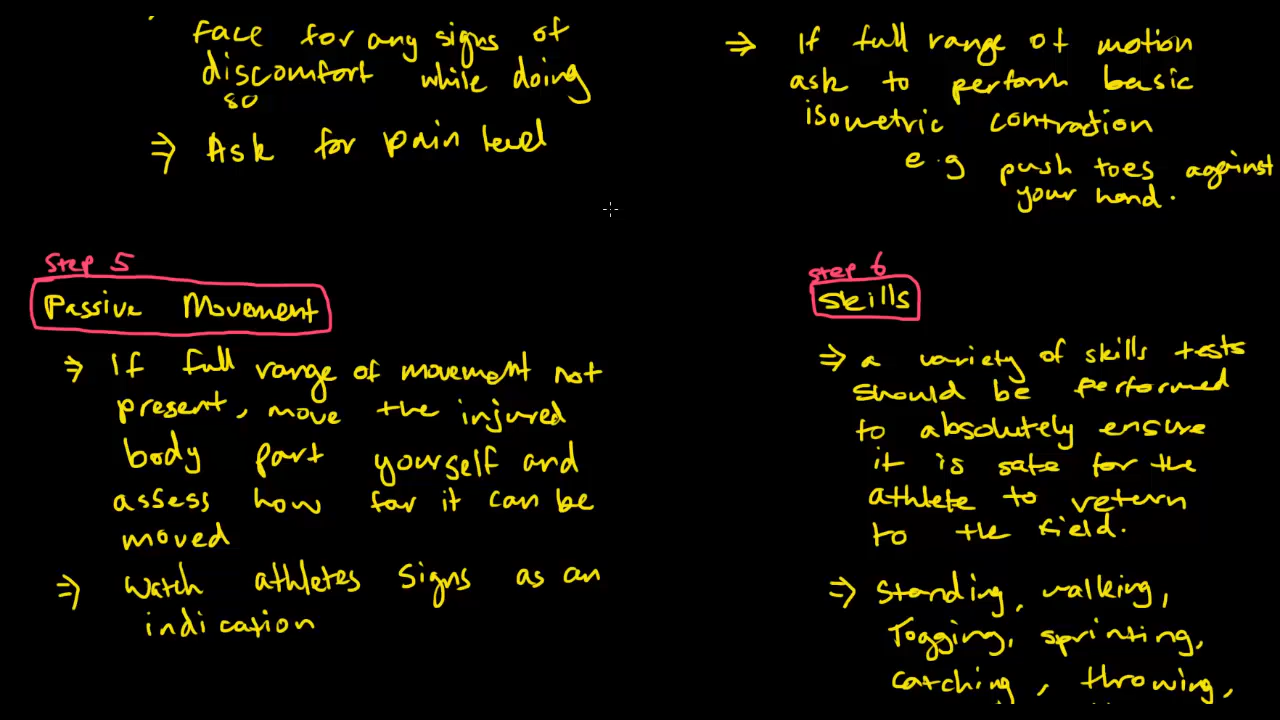 face for any signs of
discomfort while doing
so
⇒ Ask for pain level
⇒ If full range of motion
ask to perform basic
isometric contraction
e.g push toes against
your hand.
Step 5
Passive Movement
⇒ If full range of movement not
present, move the injured
body part yourself and
assess how far it can be
moved
⇒ Watch athletes signs as an
indication
Step 6
Skills
⇒ a variety of skills tests
should be performed
to absolutely ensure
it is safe for the
athlete to return
to the field.
⇒ Standing, walking,
Jogging, sprinting,
catching, throwing,